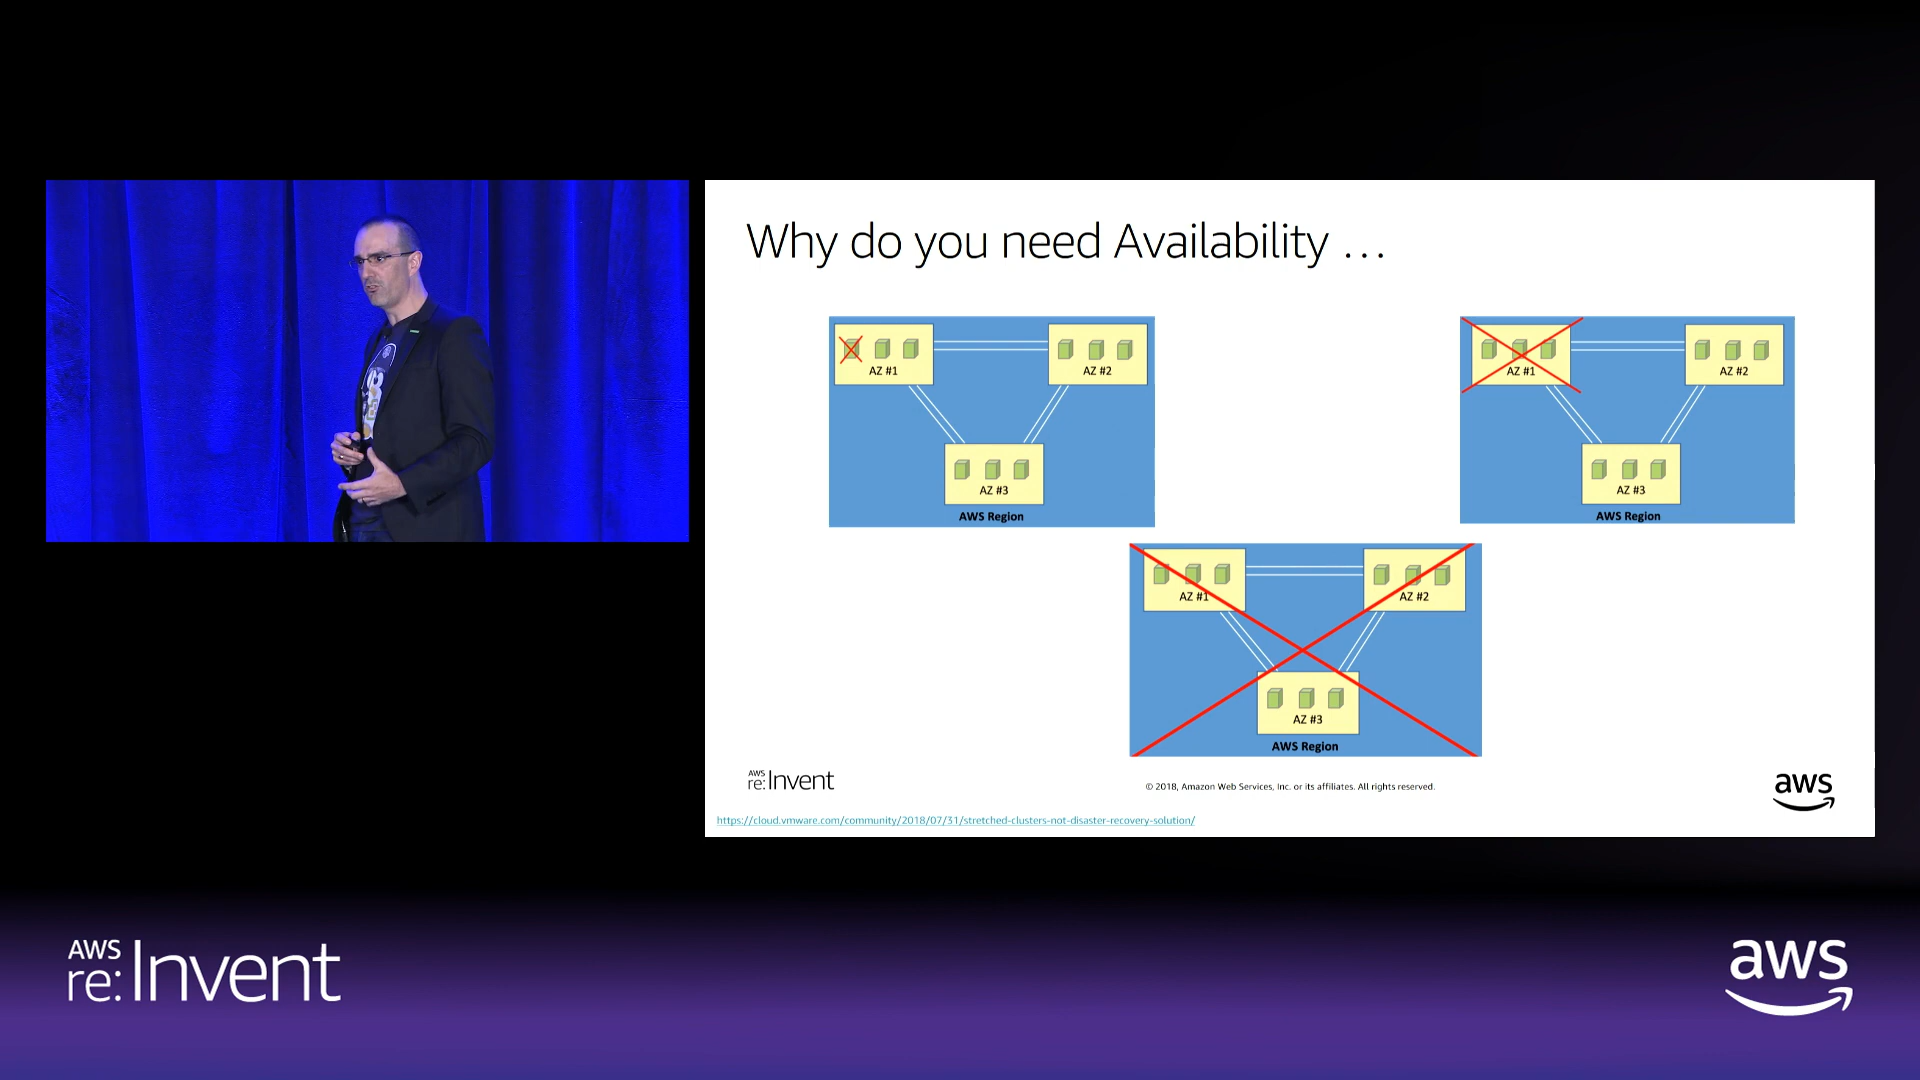 Why do you need Availability ...
AZ #1
AZ #2
AZ #3
AWS Region
AZ #1
AZ #2
AZ #3
AWS Region
AZ #1
AZ #2
AZ #3
AWS Region
AWS
re:Invent
© 2018, Amazon Web Services, Inc. or its affiliates. All rights reserved.
aws
https://cloud.vmware.com/community/2018/07/31/stretched-clusters-not-disaster-recovery-solution/
AWS
re:Invent
aws